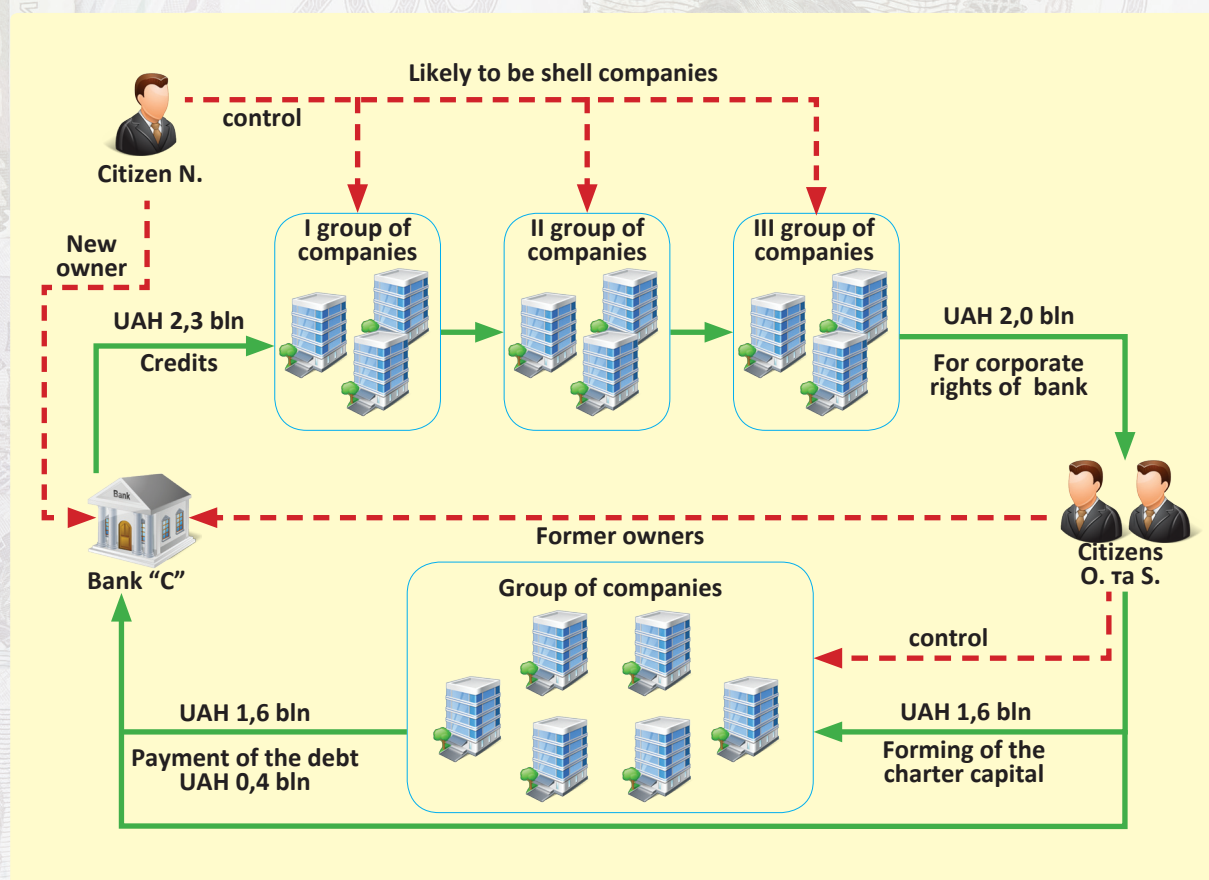 Likely to be shell companies
control
Citizen N.
New
owner
I group of
companies
II group of
companies
III group of
companies
UAH 2,3 bln
Credits
UAH 2,0 bln
For corporate
rights of bank
Bank
Bank “C”
Former owners
Citizens
O. та S.
Group of companies
control
UAH 1,6 bln
Payment of the debt
UAH 0,4 bln
UAH 1,6 bln
Forming of the
charter capital